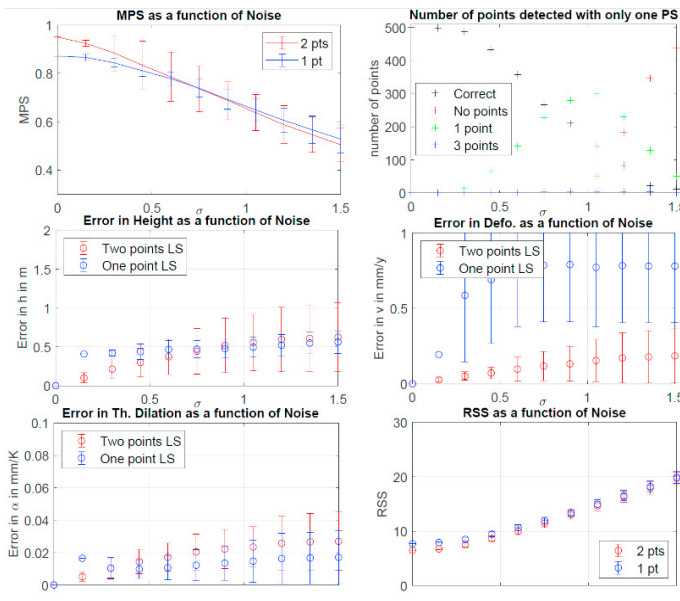 MPS as a function of Noise
1
0.8
0.6
0.4
MPS
0
0.5
1
1.5
σ
2 pts
1 pt
Number of points detected with only one PS
500
400
300
200
100
0
number of points
0
0.5
1
1.5
σ
Correct
No points
1 point
3 points
Error in Height as a function of Noise
2
1.5
1
0.5
0
Error in h in m
0
0.5
1
1.5
σ
Two points LS
One point LS
Error in Defo. as a function of Noise
1
0.5
0
Error in v in mm/y
0
0.5
1
1.5
σ
Two points LS
One point LS
Error in Th. Dilation as a function of Noise
0.1
0.08
0.06
0.04
0.02
0
Error in α in mm/K
0
0.5
1
1.5
Two points LS
One point LS
RSS as a function of Noise
30
20
10
0
RSS
0
0.5
1
1.5
2 pts
1 pt